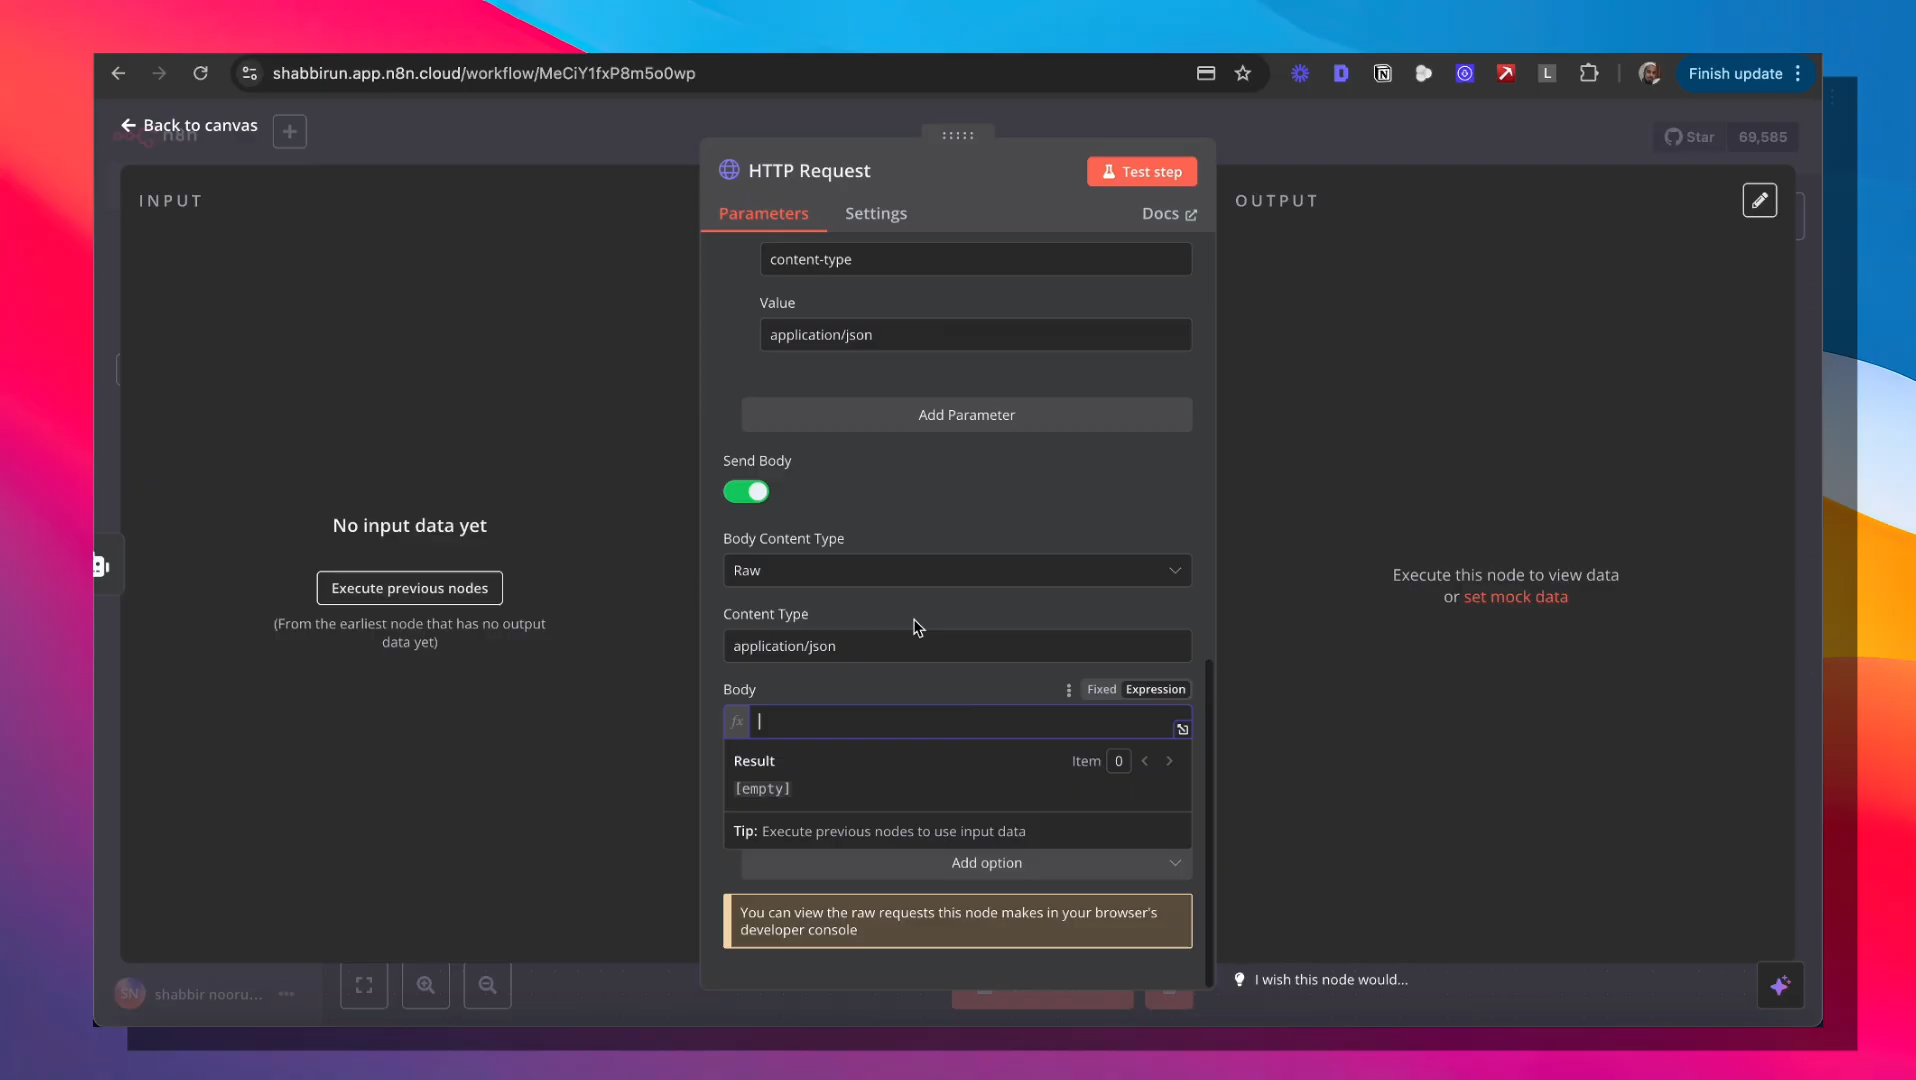 shabbirun.app.n8n.cloud/workflow/MeCiY1fxP8m5o0wp
L
Finish update
Back to canvas
n8n
Star 69,585
INPUT
HTTP Request
Test step
OUTPUT
Parameters
Settings
Docs
content-type
Value
application/json
Add Parameter
Send Body
Body Content Type
Raw
Content Type
application/json
Body
Fixed Expression
fx
Result
Item 0
[empty]
Tip: Execute previous nodes to use input data
Add option
You can view the raw requests this node makes in your browser's
developer console
No input data yet
Execute previous nodes
(From the earliest node that has no output
data yet)
Execute this node to view data
or set mock data
SN shabbir nooru...
I wish this node would...